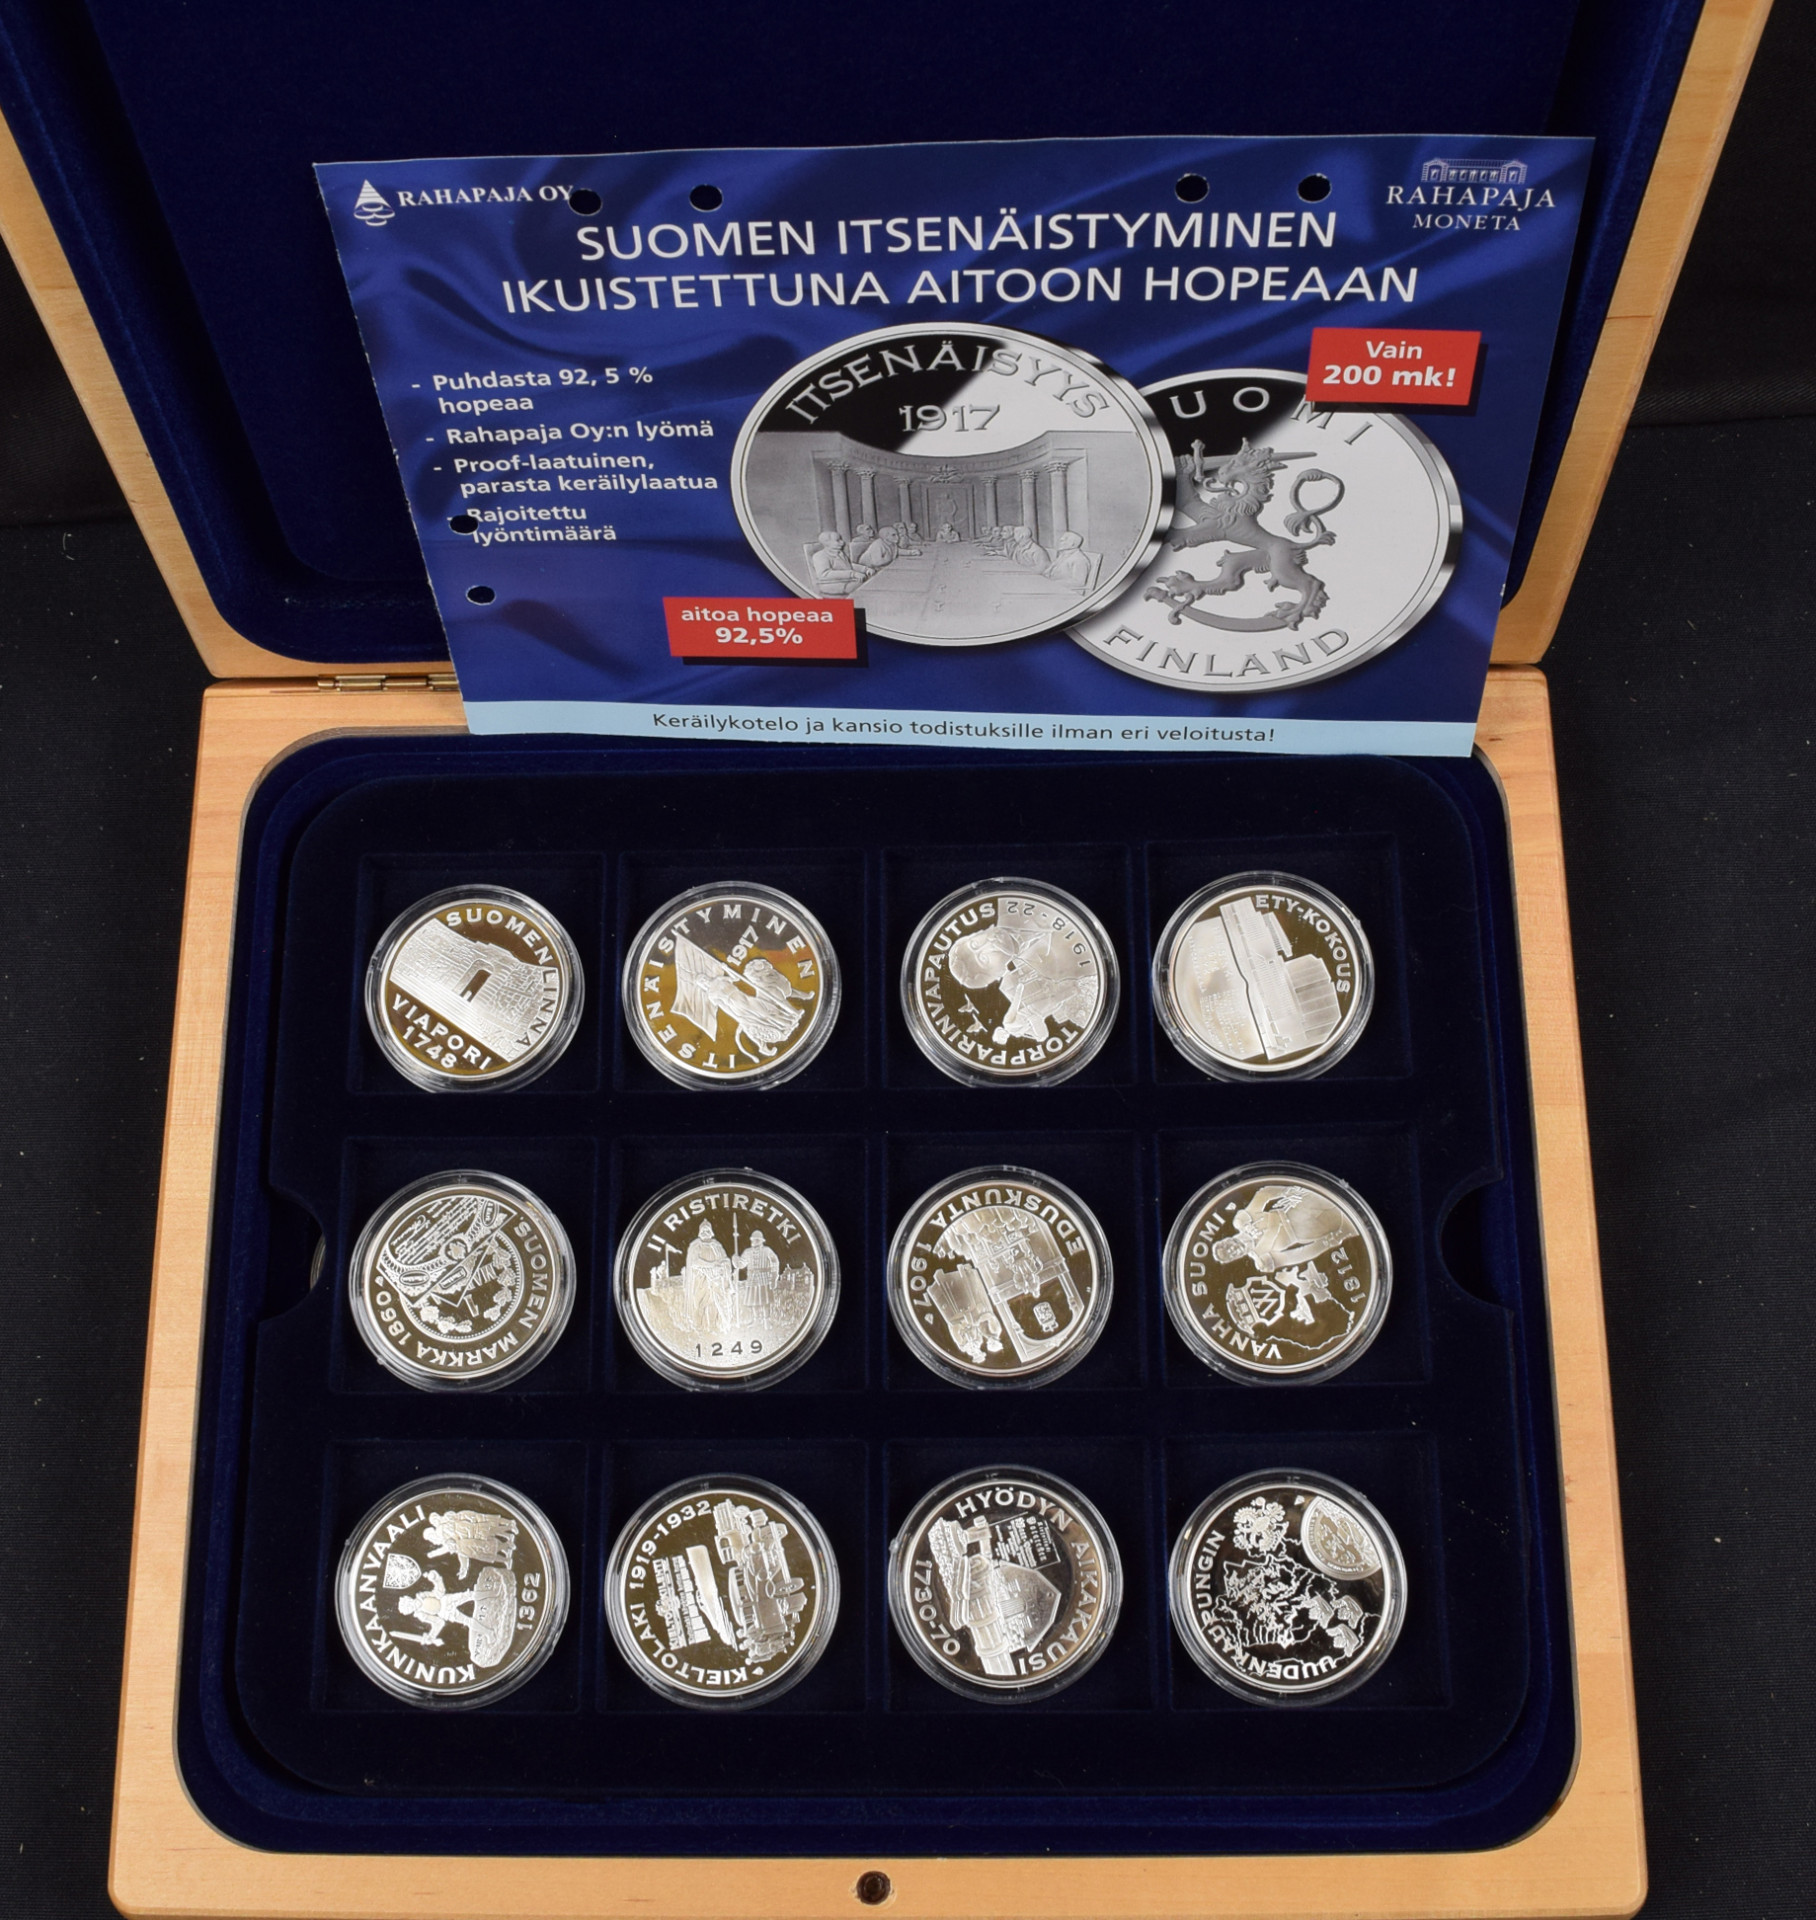 RAHAPAJA OY
RAHAPAJA
MONETA
SUOMEN ITSENÄISTYMINEN
IKUISTETTUNA AITOON HOPEAAN
- Puhdasta 92, 5 %
hopeaa
- Rahapaja Oy:n lyömä
- Proof-laatuinen,
parasta keräilylaatua
- Rajoitettu
lyöntimäärä
ITSENÄISYYS
1917
SUOMI
FINLAND
Vain
200 mk!
aitoa hopeaa
92,5%
Keräilykotelo ja kansio todistuksille ilman eri veloitusta!
SUOMENLINNA
VIAPORI
1748
ITSENÄISTYMINEN
1917
TORPPARINVAPAUTUS 1918-22
ETY-KOKOUS
SUOMEN MARKKA 1860
II RISTIRETKI
1249
EDUSKUNTA
1907
VANHA SUOMI
1812
KUNINKAANVAALI
1362
KIELTOLAKI 1919-1932
HYÖDYN AIKAKAUSI
1730-70
UUDENKAUPUNGIN